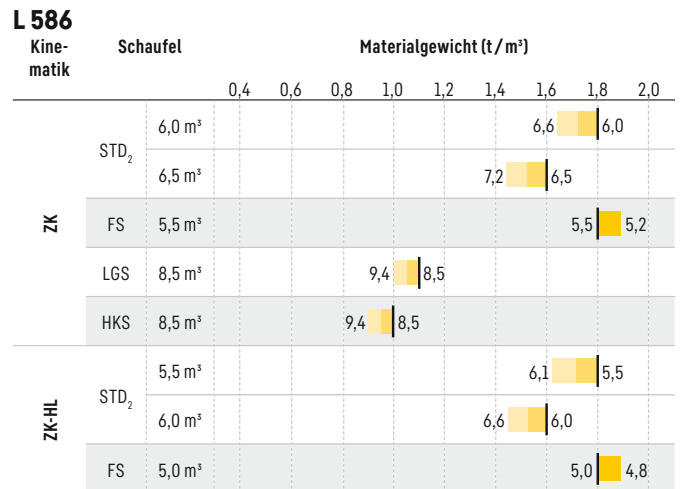 L 586
Kine-
matik
Schaufel
Materialgewicht (t / m³)
0,4 0,6 0,8 1,0 1,2 1,4 1,6 1,8 2,0
ZK
STD₂
6,0 m³ 6,6 6,0
6,5 m³ 7,2 6,5
FS 5,5 m³ 5,5 5,2
LGS 8,5 m³ 9,4 8,5
HKS 8,5 m³ 9,4 8,5
ZK-HL
STD₂
5,5 m³ 6,1 5,5
6,0 m³ 6,6 6,0
FS 5,0 m³ 5,0 4,8